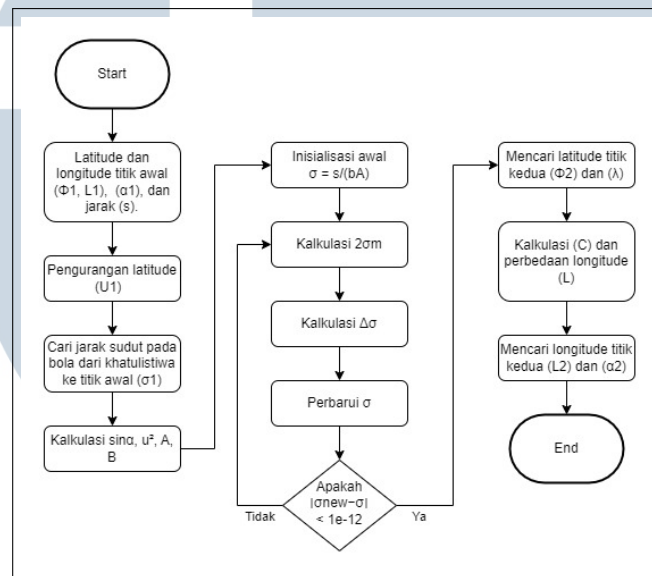 Start
Latitude dan
longitude titik awal
(Φ1, L1), (α1), dan
jarak (s).
Pengurangan latitude
(U1)
Cari jarak sudut pada
bola dari khatulistiwa
ke titik awal (σ1)
Kalkulasi sinα, u², A,
B
Inisialisasi awal
σ = s/(bA)
Kalkulasi 2σm
Kalkulasi Δσ
Perbarui σ
Apakah
|σnew−σ|
< 1e-12
Tidak
Ya
Mencari latitude titik
kedua (Φ2) dan (λ)
Kalkulasi (C) dan
perbedaan longitude
(L)
Mencari longitude titik
kedua (L2) dan (α2)
End